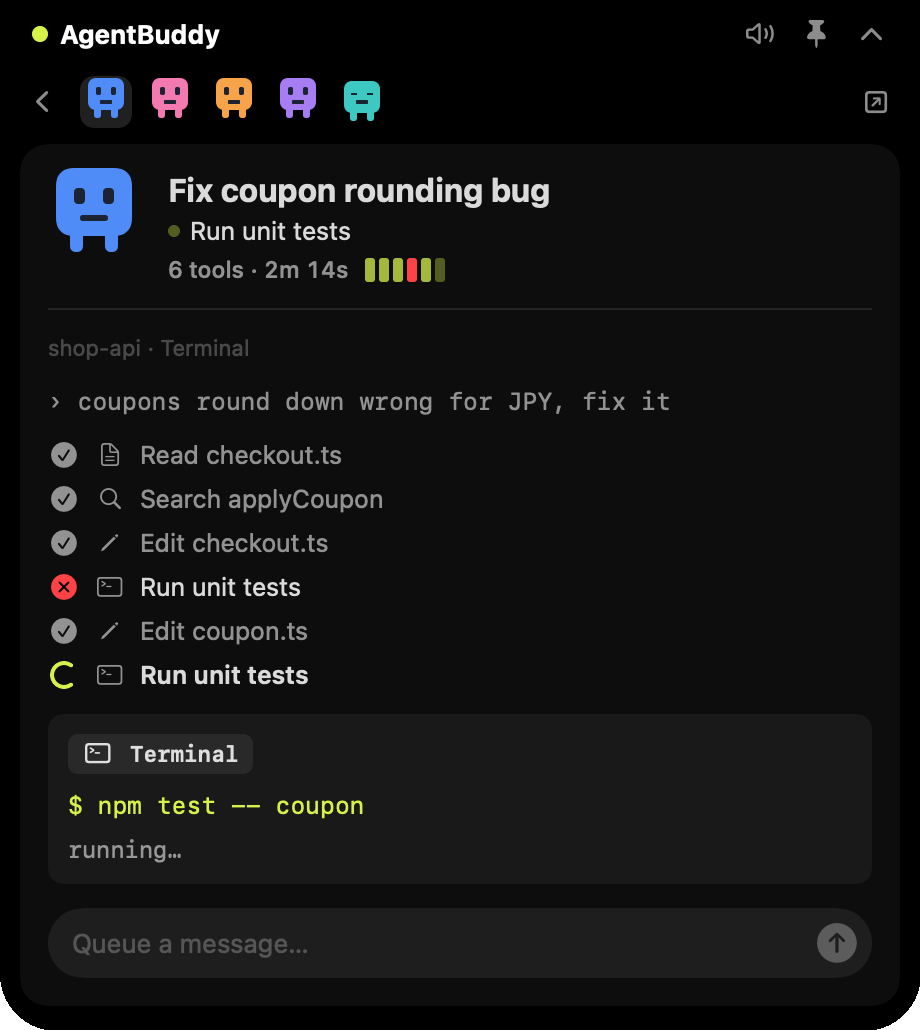 AgentBuddy
Fix coupon rounding bug
Run unit tests
6 tools · 2m 14s
shop-api · Terminal
› coupons round down wrong for JPY, fix it
Read checkout.ts
Search applyCoupon
Edit checkout.ts
Run unit tests
Edit coupon.ts
Run unit tests
Terminal
$ npm test -- coupon
running…
Queue a message...